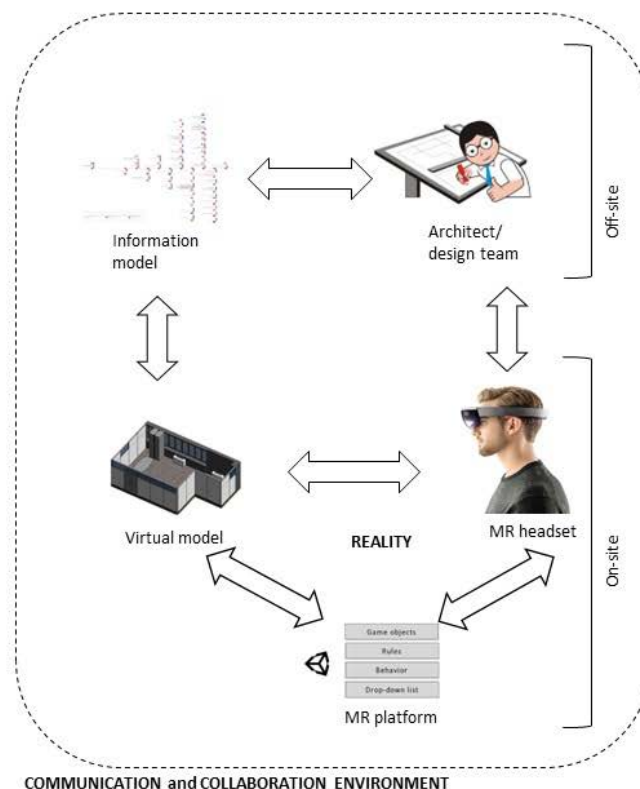 Information
model
Architect/
design team
Off-site
Virtual model
REALITY
MR headset
On-site
Game objects
Rules
Behavior
Drop-down list
MR platform
COMMUNICATION and COLLABORATION ENVIRONMENT